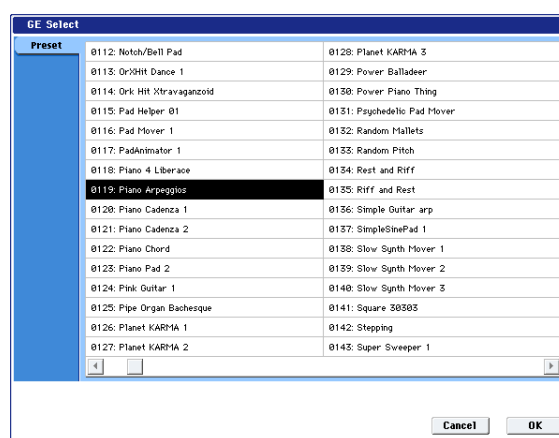 GE Select
Preset
0112: Notch/Bell Pad
0113: OrXHit Dance 1
0114: Ork Hit Xtravaganzoid
0115: Pad Helper 01
0116: Pad Mover 1
0117: PadAnimator 1
0118: Piano 4 Liberace
0119: Piano Arpeggios
0120: Piano Cadenza 1
0121: Piano Cadenza 2
0122: Piano Chord
0123: Piano Pad 2
0124: Pink Guitar 1
0125: Pipe Organ Bachesque
0126: Planet KARMA 1
0127: Planet KARMA 2
0128: Planet KARMA 3
0129: Power Balladeer
0130: Power Piano Thing
0131: Psychedelic Pad Mover
0132: Random Mallets
0133: Random Pitch
0134: Rest and Riff
0135: Riff and Rest
0136: Simple Guitar arp
0137: SimpleSinePad 1
0138: Slow Synth Mover 1
0139: Slow Synth Mover 2
0140: Slow Synth Mover 3
0141: Square 30303
0142: Stepping
0143: Super Sweeper 1
Cancel
OK